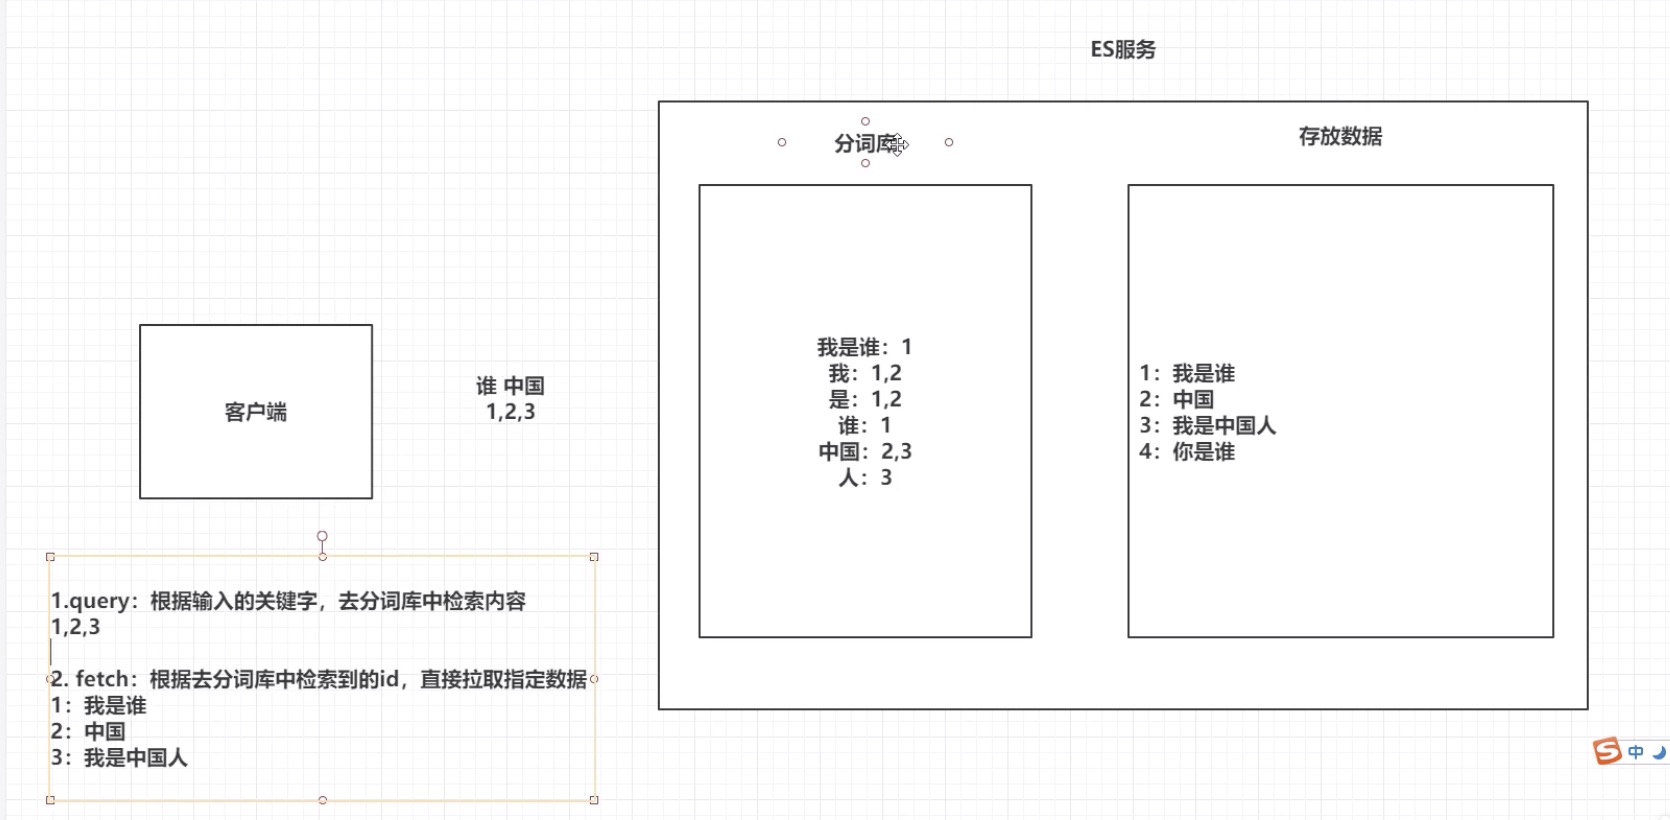 ES服务
分词库
存放数据
我是谁：1
我：1,2
是：1,2
谁：1
中国：2,3
人：3
1：我是谁
2：中国
3：我是中国人
4：你是谁
客户端
谁 中国
1,2,3
1.query：根据输入的关键字，去分词库中检索内容
1,2,3
2. fetch：根据去分词库中检索到的id，直接拉取指定数据
1：我是谁
2：中国
3：我是中国人
S 中